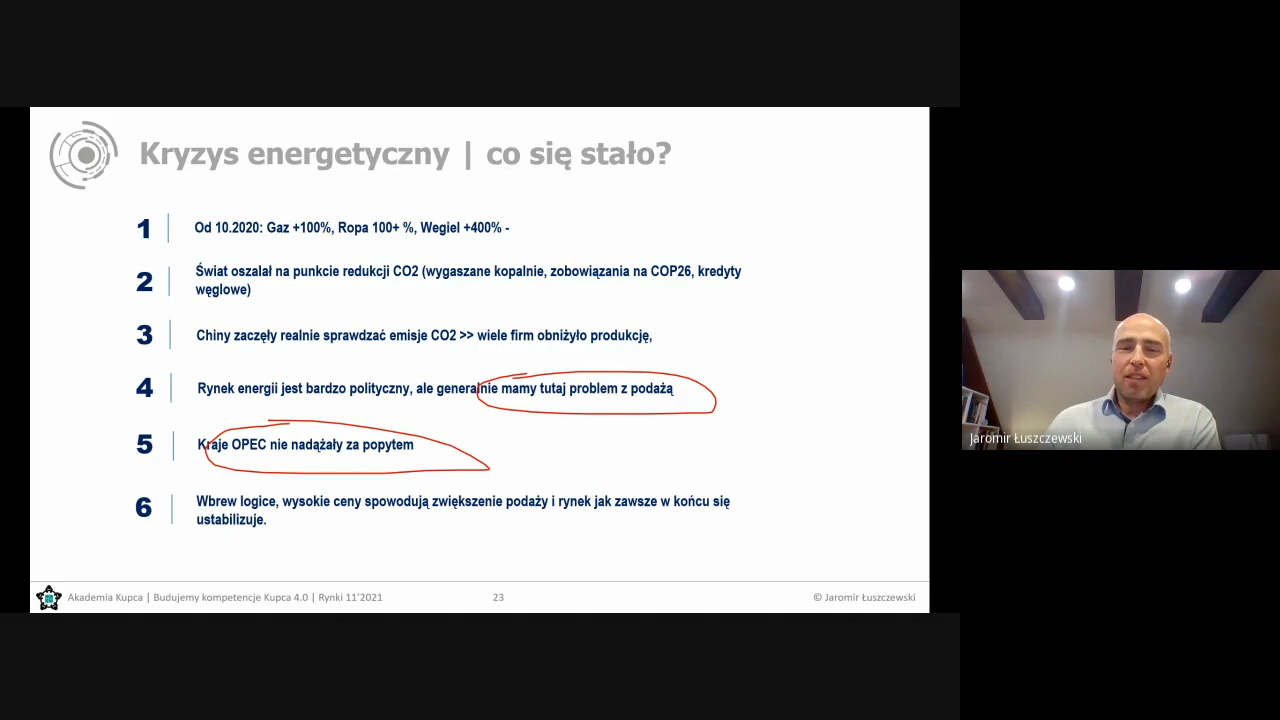 Kryzys energetyczny | co się stało?
1
Od 10.2020: Gaz +100%, Ropa 100+ %, Wegiel +400% -
2
Świat oszalał na punkcie redukcji CO2 (wygaszane kopalnie, zobowiązania na COP26, kredyty
węglowe)
3
Chiny zaczęły realnie sprawdzać emisje CO2 >> wiele firm obniżyło produkcję,
4
Rynek energii jest bardzo polityczny, ale generalnie mamy tutaj problem z podażą
5
Kraje OPEC nie nadążały za popytem
6
Wbrew logice, wysokie ceny spowodują zwiększenie podaży i rynek jak zawsze w końcu się
ustabilizuje.
Akademia Kupca | Budujemy kompetencje Kupca 4.0 | Rynki 11'2021
23
© Jaromir Łuszczewski
Jaromir Łuszczewski